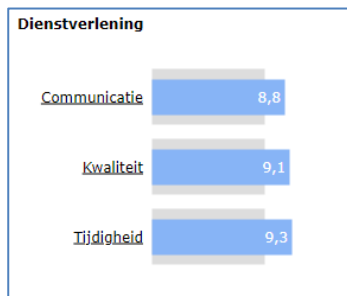 Dienstverlening
Communicatie 8,8
Kwaliteit 9,1
Tijdigheid 9,3